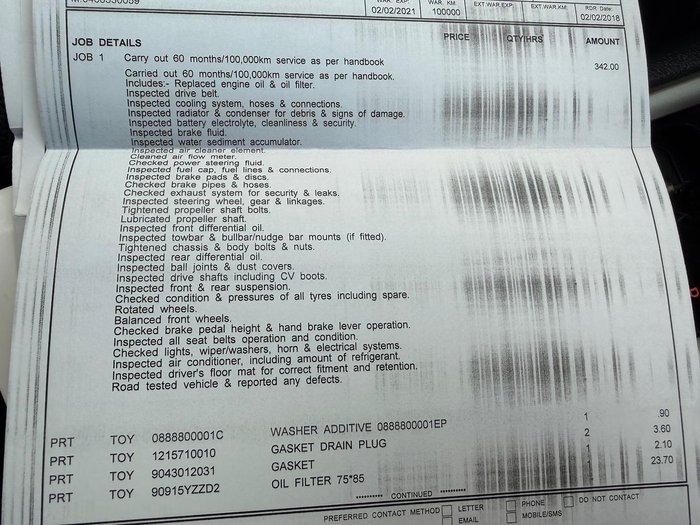 WAR. EXP: WAR. KM: EXT.WAR.EXP: EXT.WAR.KM: RDR Date:
02/02/2021 100000 02/02/2018
JOB DETAILS PRICE QTY/HRS AMOUNT
JOB 1 Carry out 60 months/100,000km service as per handbook 342.00
Carried out 60 months/100,000km service as per handbook.
Includes:- Replaced engine oil & oil filter.
Inspected drive belt.
Inspected cooling system, hoses & connections.
Inspected radiator & condenser for debris & signs of damage.
Inspected battery electrolyte, cleanliness & security.
Inspected brake fluid.
Inspected water sediment accumulator.
Inspected air cleaner element.
Cleaned air flow meter.
Checked power steering fluid.
Inspected fuel cap, fuel lines & connections.
Inspected brake pads & discs.
Checked brake pipes & hoses.
Checked exhaust system for security & leaks.
Inspected steering wheel, gear & linkages.
Tightened propeller shaft bolts.
Lubricated propeller shaft.
Inspected front differential oil.
Inspected towbar & bullbar/nudge bar mounts (if fitted).
Tightened chassis & body bolts & nuts.
Inspected rear differential oil.
Inspected ball joints & dust covers.
Inspected drive shafts including CV boots.
Inspected front & rear suspension.
Checked condition & pressures of all tyres including spare.
Rotated wheels.
Balanced front wheels.
Checked brake pedal height & hand brake lever operation.
Inspected all seat belts operation and condition.
Checked lights, wiper/washers, horn & electrical systems.
Inspected air conditioner, including amount of refrigerant.
Inspected driver's floor mat for correct fitment and retention.
Road tested vehicle & reported any defects.
PRT TOY 0888800001C WASHER ADDITIVE 0888800001EP 1 .90
PRT TOY 1215710010 GASKET DRAIN PLUG 2 3.60
PRT TOY 9043012031 GASKET 1 2.10
PRT TOY 90915YZZD2 OIL FILTER 75*85 1 23.70
********** CONTINUED **********
PREFERRED CONTACT METHOD LETTER PHONE DO NOT CONTACT
EMAIL MOBILE/SMS